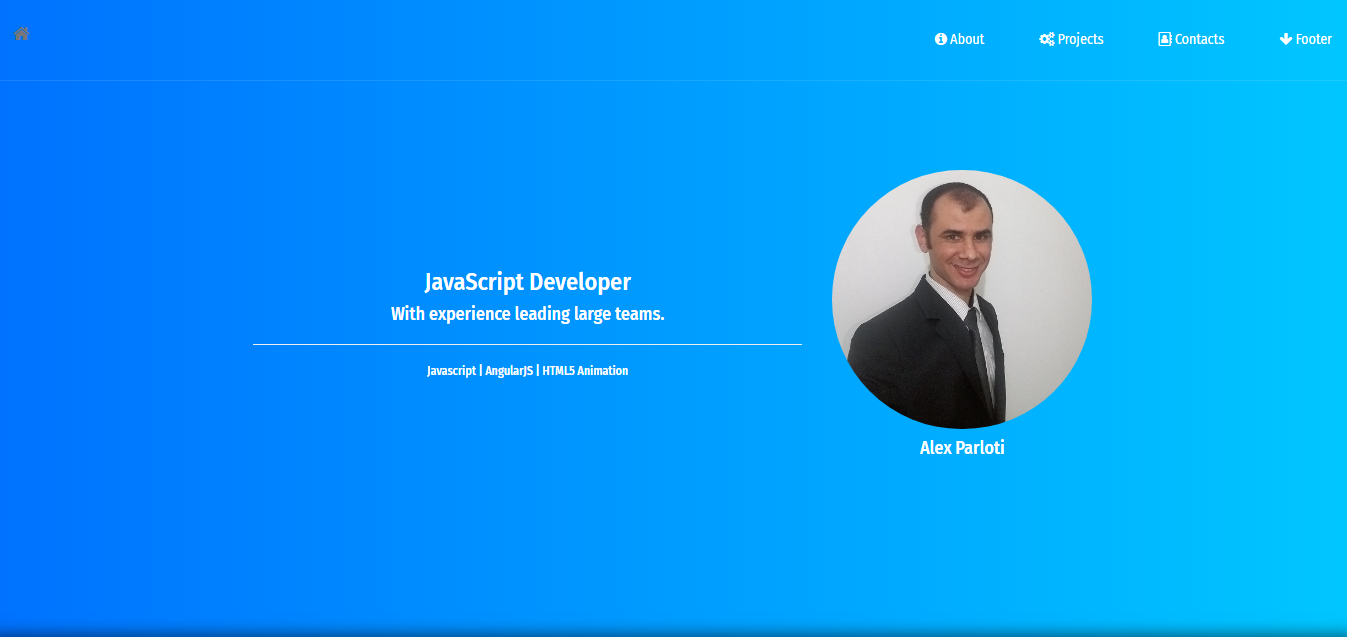 About
Projects
Contacts
Footer
JavaScript Developer
With experience leading large teams.
Javascript | AngularJS | HTML5 Animation
Alex Parloti